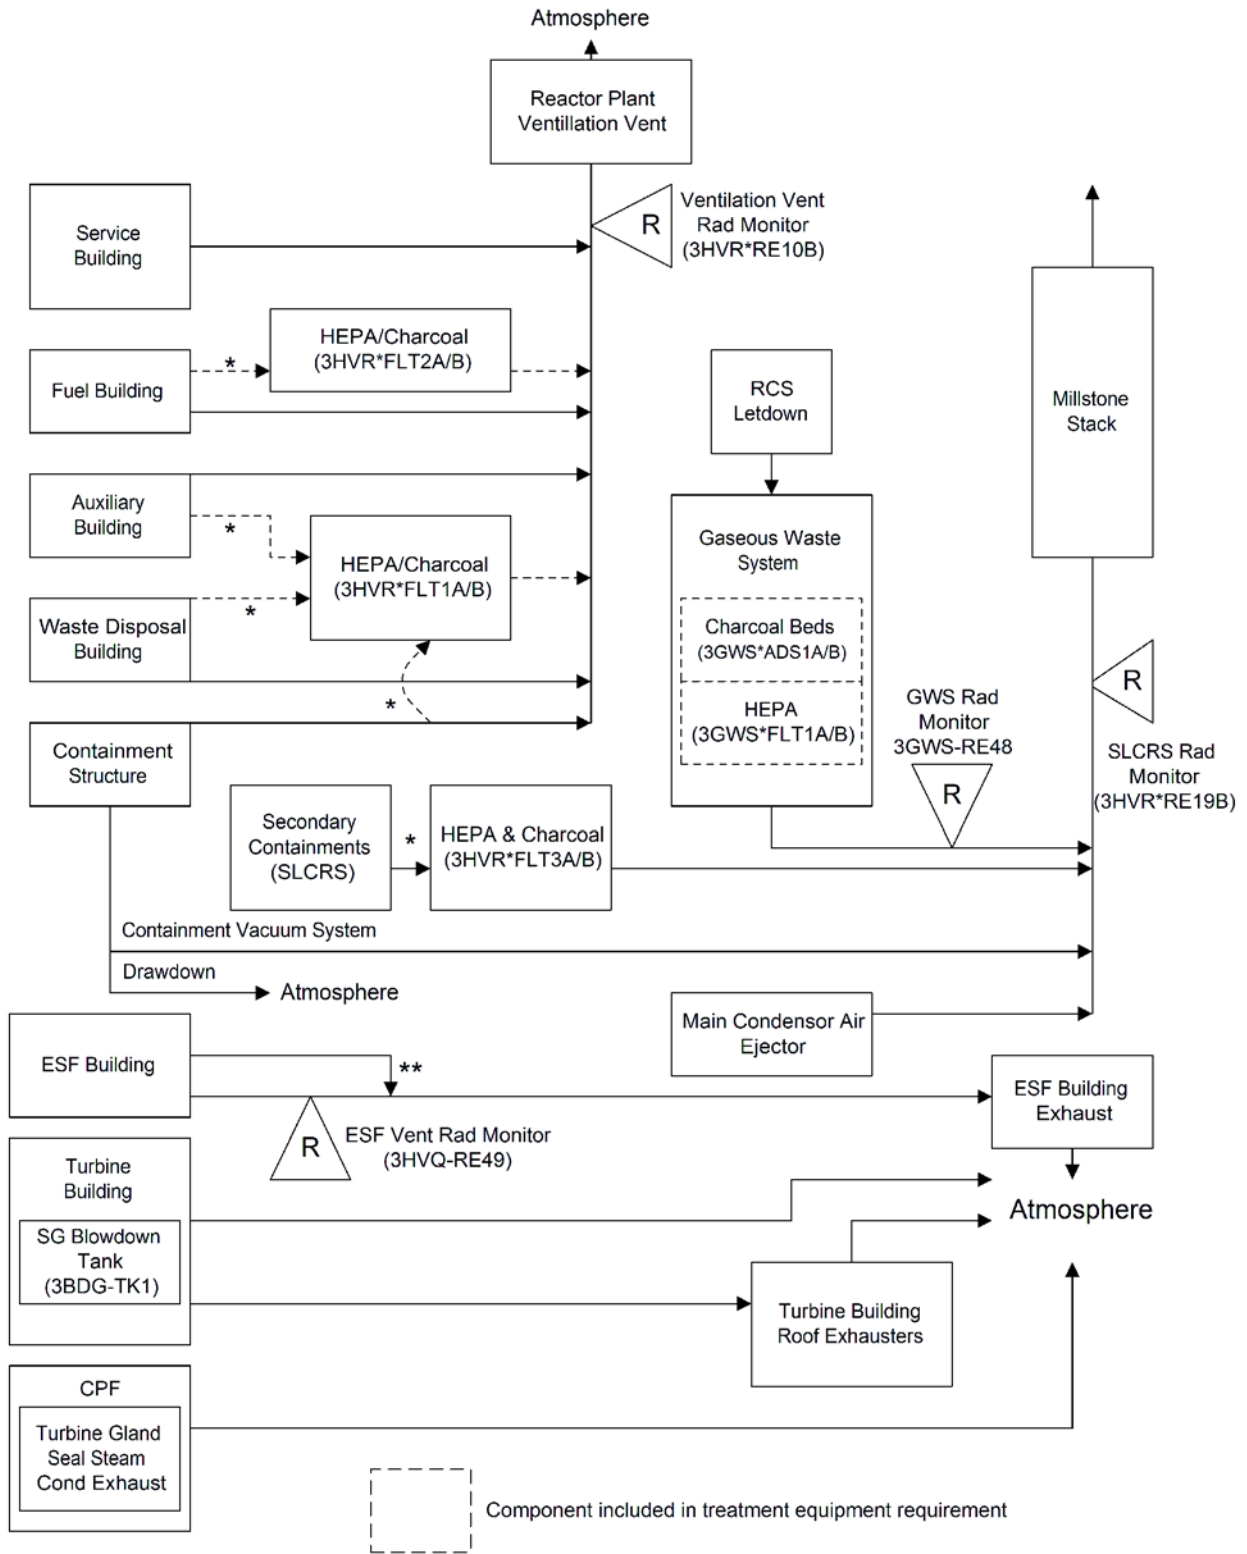 Atmosphere
Reactor Plant
Ventillation Vent
Service
Building
R
Ventilation Vent
Rad Monitor
(3HVR*RE10B)
HEPA/Charcoal
(3HVR*FLT2A/B)
*
Fuel Building
RCS
Letdown
Millstone
Stack
Auxiliary
Building
*
HEPA/Charcoal
(3HVR*FLT1A/B)
Waste Disposal
Building
*
*
Gaseous Waste
System
Charcoal Beds
(3GWS*ADS1A/B)
HEPA
(3GWS*FLT1A/B)
GWS Rad
Monitor
3GWS-RE48
R
R
SLCRS Rad
Monitor
(3HVR*RE19B)
Containment
Structure
Secondary
Containments
(SLCRS)
*
HEPA & Charcoal
(3HVR*FLT3A/B)
Containment Vacuum System
Drawdown
Atmosphere
Main Condensor Air
Ejector
ESF Building
**
R
ESF Vent Rad Monitor
(3HVQ-RE49)
ESF Building
Exhaust
Atmosphere
Turbine
Building
SG Blowdown
Tank
(3BDG-TK1)
Turbine Building
Roof Exhausters
CPF
Turbine Gland
Seal Steam
Cond Exhaust
Component included in treatment equipment requirement